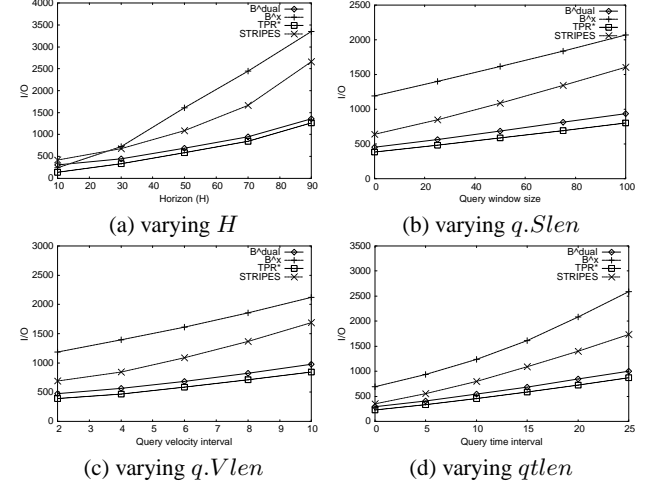 4000
3500
3000
2500
2000
1500
1000
500
0
I/O
B^dual
B^x
TPR*
STRIPES
10 20 30 40 50 60 70 80 90
Horizon (H)
(a) varying H
2500
2000
1500
1000
500
0
I/O
B^dual
B^x
TPR*
STRIPES
0 20 40 60 80 100
Query window size
(b) varying q.Slen
3000
2500
2000
1500
1000
500
0
I/O
B^dual
B^x
TPR*
STRIPES
2 3 4 5 6 7 8 9 10
Query velocity interval
(c) varying q.Vlen
3500
3000
2500
2000
1500
1000
500
0
I/O
B^dual
B^x
TPR*
STRIPES
0 5 10 15 20 25
Query time interval
(d) varying qtlen